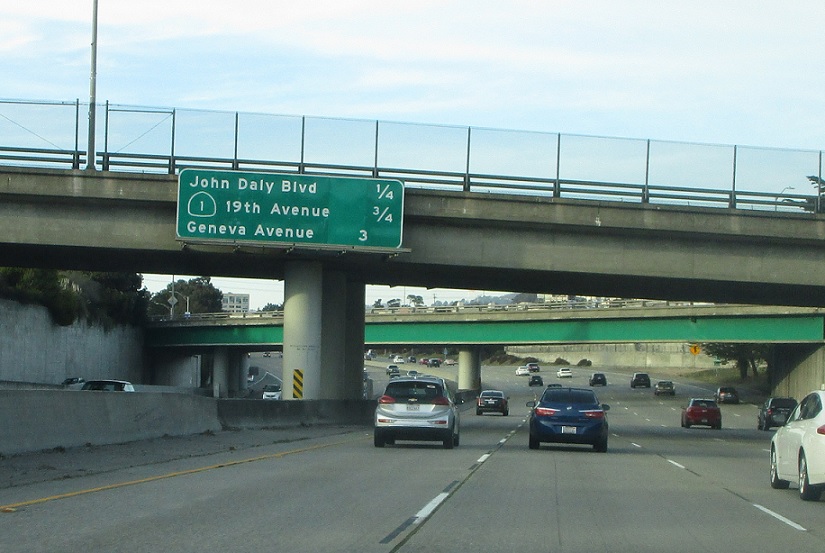 John Daly Blvd 1/4
1 19th Avenue 3/4
Geneva Avenue 3